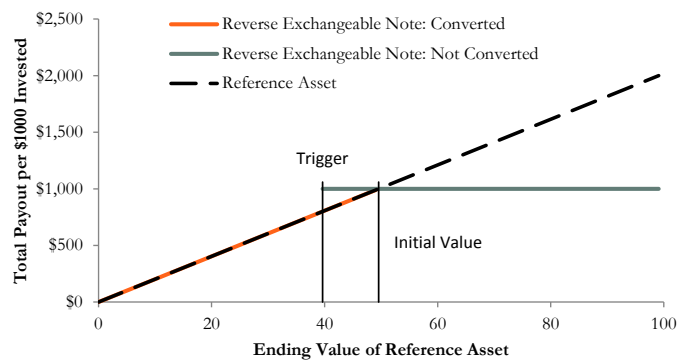 $2,500
Reverse Exchangeable Note: Converted
Reverse Exchangeable Note: Not Converted
$2,000
Reference Asset
$1,500
Trigger
$1,000
$500
Initial Value
$0
0 20 40 60 80 100
Total Payout per $1000 Invested
Ending Value of Reference Asset